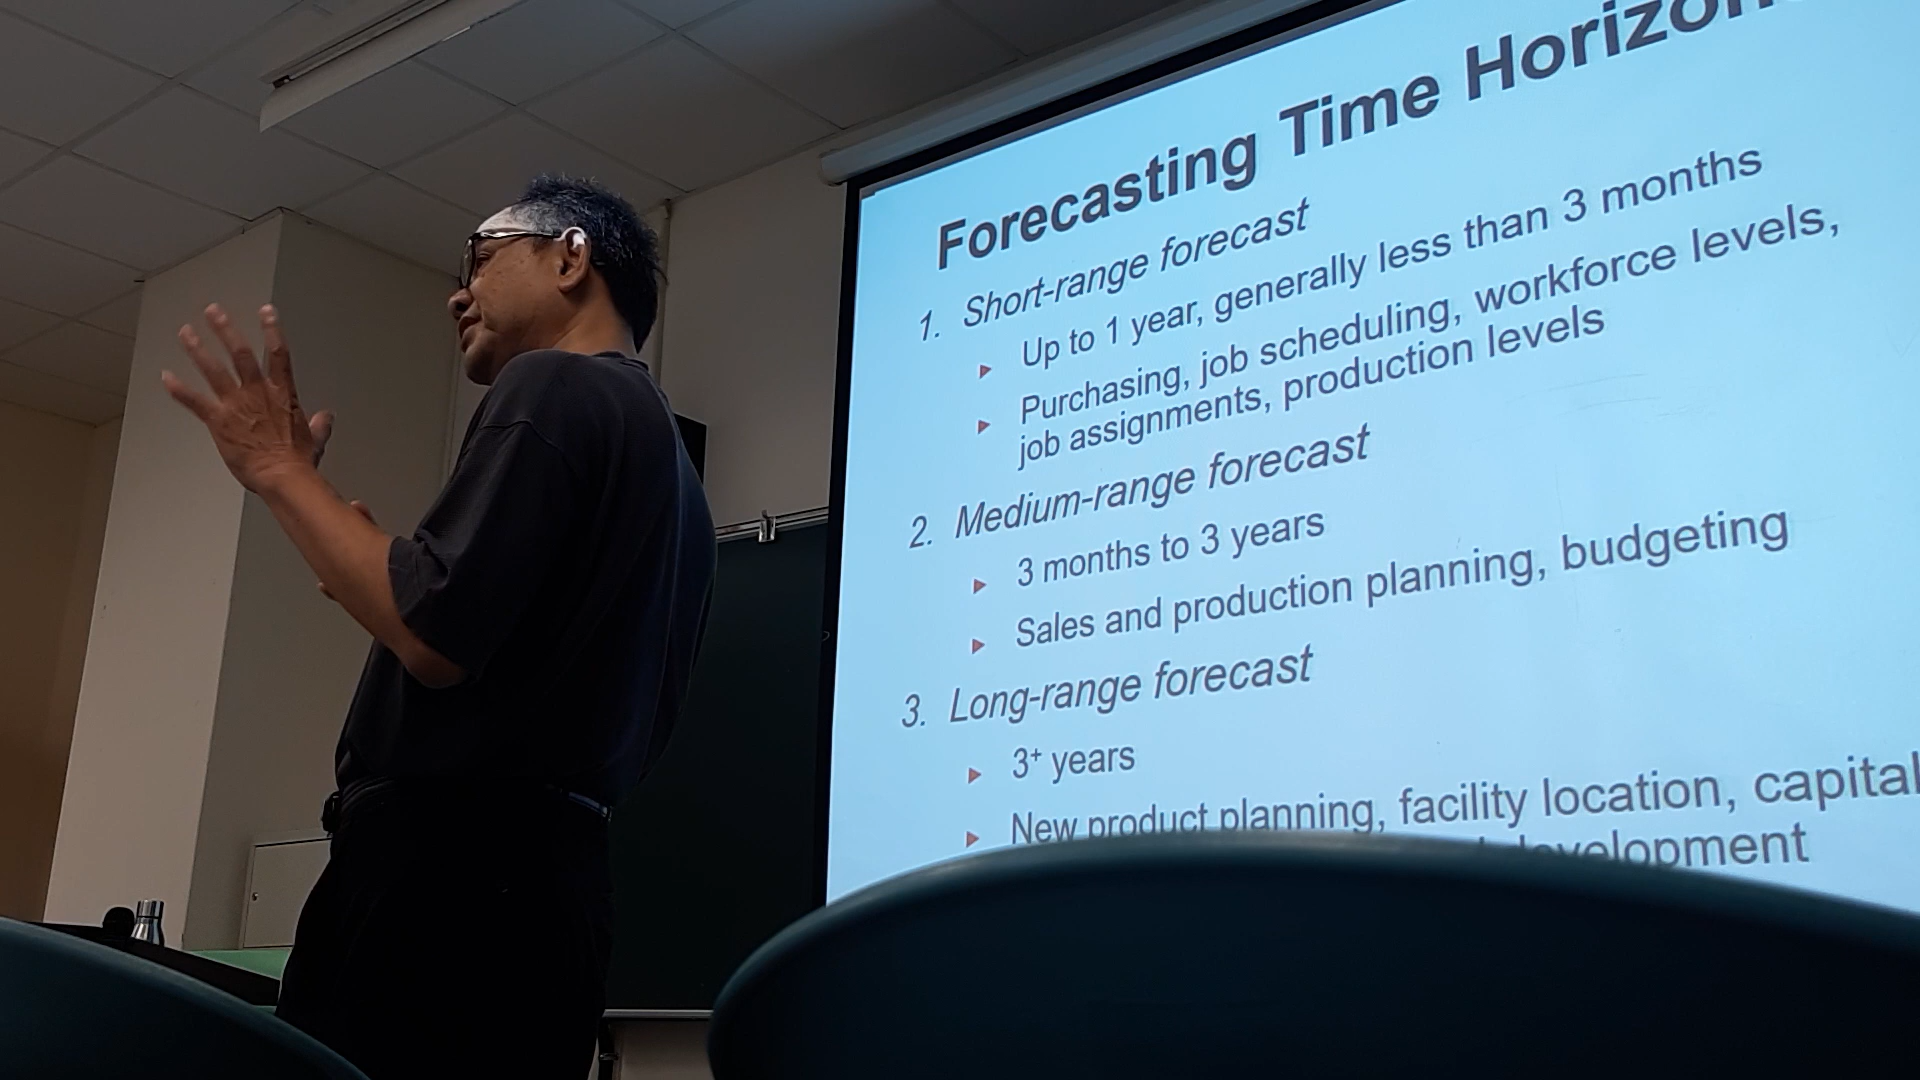 Forecasting Time Horizon
1. Short-range forecast
▸ Up to 1 year, generally less than 3 months
▸ Purchasing, job scheduling, workforce levels,
job assignments, production levels
2. Medium-range forecast
▸ 3 months to 3 years
▸ Sales and production planning, budgeting
3. Long-range forecast
▸ 3+ years
▸ New product planning, facility location, capital
development